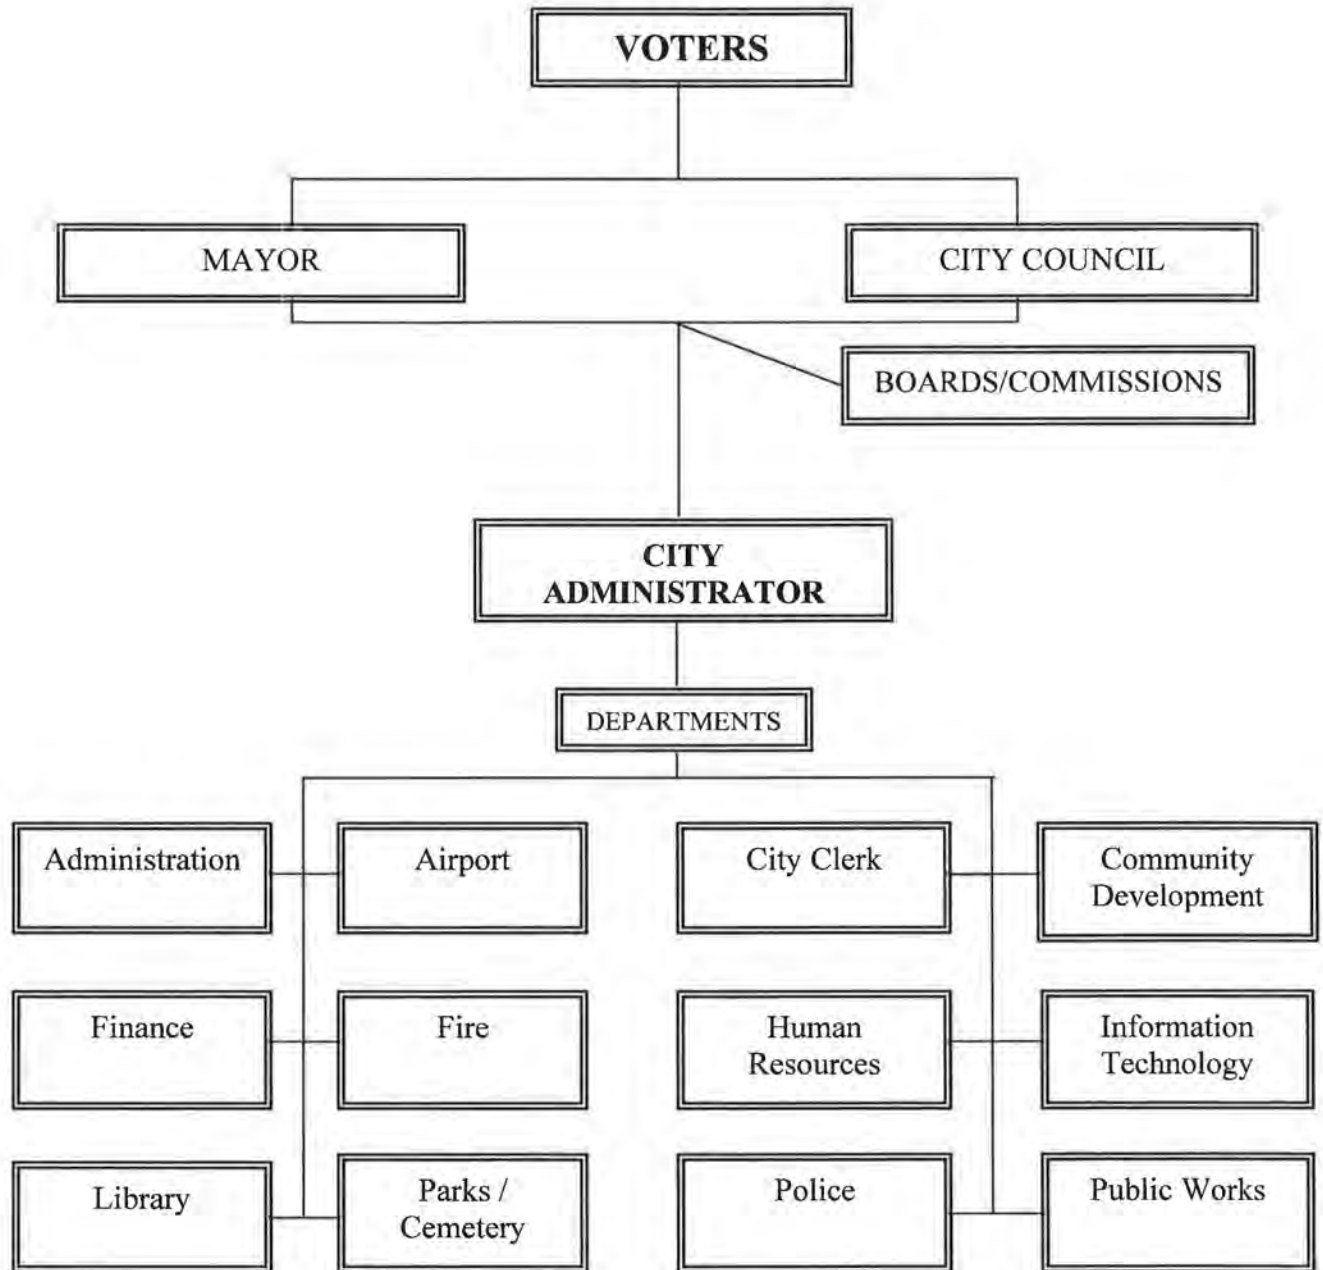 VOTERS
MAYOR
CITY COUNCIL
BOARDS/COMMISSIONS
CITY
ADMINISTRATOR
DEPARTMENTS
Administration
Airport
City Clerk
Community
Development
Finance
Fire
Human
Resources
Information
Technology
Library
Parks /
Cemetery
Police
Public Works